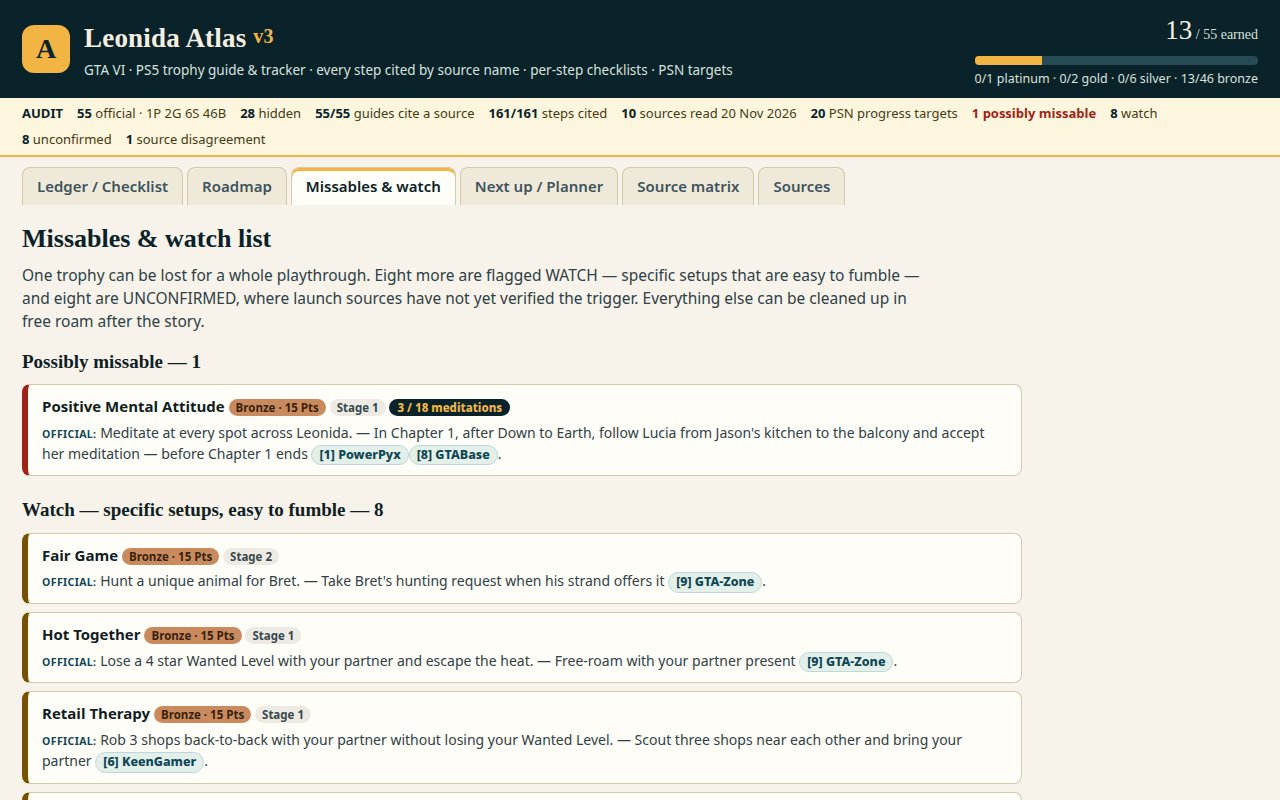 A
Leonida Atlas v3
GTA VI · PS5 trophy guide & tracker · every step cited by source name · per-step checklists · PSN targets
13 / 55 earned
0/1 platinum · 0/2 gold · 0/6 silver · 13/46 bronze
AUDIT 55 official · 1P 2G 6S 46B 28 hidden 55/55 guides cite a source 161/161 steps cited 10 sources read 20 Nov 2026 20 PSN progress targets 1 possibly missable 8 watch
8 unconfirmed 1 source disagreement
Ledger / Checklist Roadmap Missables & watch Next up / Planner Source matrix Sources
Missables & watch list
One trophy can be lost for a whole playthrough. Eight more are flagged WATCH — specific setups that are easy to fumble —
and eight are UNCONFIRMED, where launch sources have not yet verified the trigger. Everything else can be cleaned up in
free roam after the story.
Possibly missable — 1
Positive Mental Attitude Bronze · 15 Pts Stage 1 3 / 18 meditations
OFFICIAL: Meditate at every spot across Leonida. — In Chapter 1, after Down to Earth, follow Lucia from Jason's kitchen to the balcony and accept
her meditation — before Chapter 1 ends [1] PowerPyx [8] GTABase .
Watch — specific setups, easy to fumble — 8
Fair Game Bronze · 15 Pts Stage 2
OFFICIAL: Hunt a unique animal for Bret. — Take Bret's hunting request when his strand offers it [9] GTA-Zone .
Hot Together Bronze · 15 Pts Stage 1
OFFICIAL: Lose a 4 star Wanted Level with your partner and escape the heat. — Free-roam with your partner present [9] GTA-Zone .
Retail Therapy Bronze · 15 Pts Stage 1
OFFICIAL: Rob 3 shops back-to-back with your partner without losing your Wanted Level. — Scout three shops near each other and bring your
partner [6] KeenGamer .